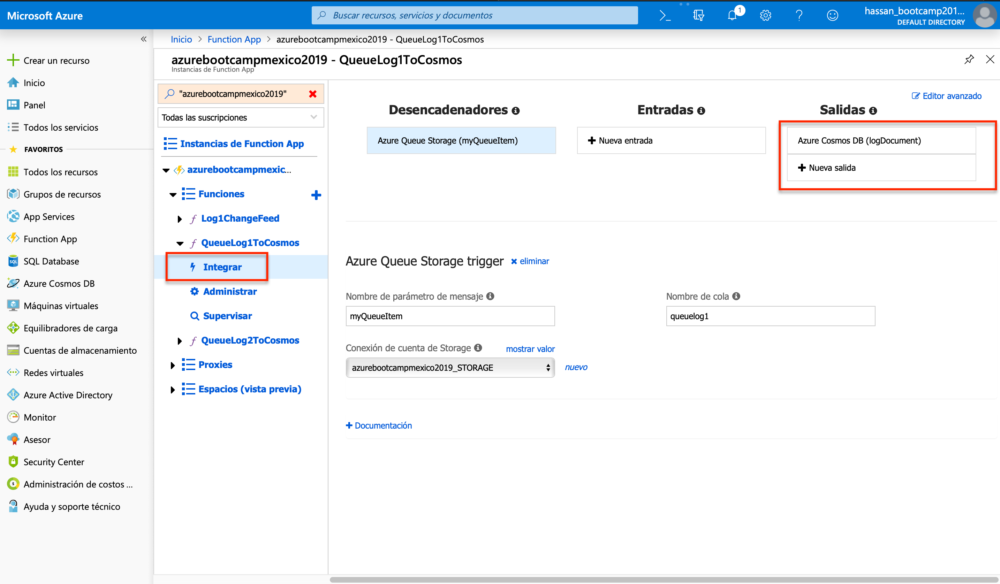 Microsoft Azure
Buscar recursos, servicios y documentos
1
hassan_bootcamp201...
DEFAULT DIRECTORY
Inicio > Function App > azurebootcampmexico2019 - QueueLog1ToCosmos
azurebootcampmexico2019 - QueueLog1ToCosmos
Instancias de Function App
Crear un recurso
Inicio
Panel
Todos los servicios
FAVORITOS
Todos los recursos
Grupos de recursos
App Services
Function App
SQL Database
Azure Cosmos DB
Máquinas virtuales
Equilibradores de carga
Cuentas de almacenamiento
Redes virtuales
Azure Active Directory
Monitor
Asesor
Security Center
Administración de costos ...
Ayuda y soporte técnico
"azurebootcampmexico2019"
Todas las suscripciones
Instancias de Function App
azurebootcampmexic...
Funciones
Log1ChangeFeed
QueueLog1ToCosmos
Integrar
Administrar
Supervisar
QueueLog2ToCosmos
Proxies
Espacios (vista previa)
Editor avanzado
Desencadenadores
Azure Queue Storage (myQueueItem)
Entradas
Nueva entrada
Salidas
Azure Cosmos DB (logDocument)
Nueva salida
Azure Queue Storage trigger
eliminar
Nombre de parámetro de mensaje
myQueueItem
Nombre de cola
queuelog1
Conexión de cuenta de Storage
mostrar valor
azurebootcampmexico2019_STORAGE
nuevo
Documentación